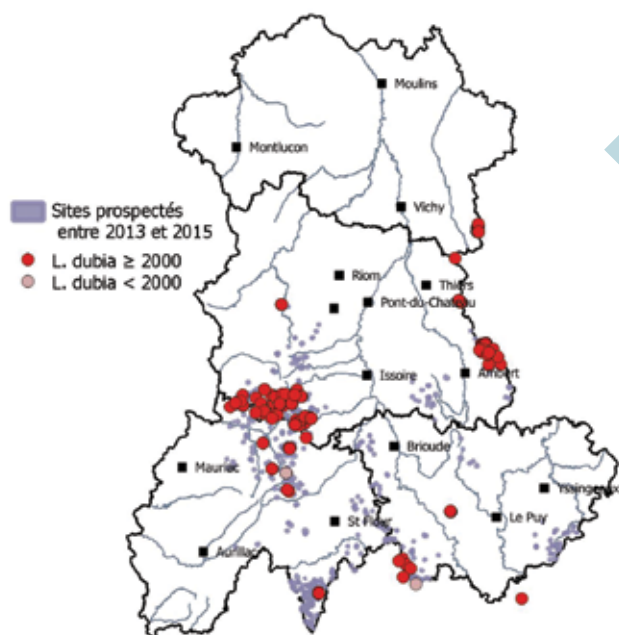 Moulins
Montlucon
Vichy
Sites prospectés
entre 2013 et 2015
L. dubia ≥ 2000
L. dubia < 2000
Riom
Thiers
Pont-du-Chateau
Issoire
Ambert
Brioude
Mauriac
Yssingeaux
St Flour
Le Puy
Aurillac